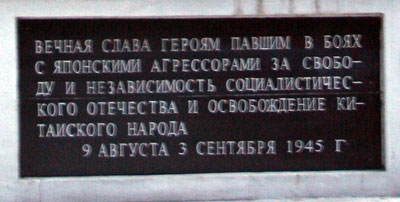 ВЕЧНАЯ СЛАВА ГЕРОЯМ ПАВШИМ В БОЯХ
С ЯПОНСКИМИ АГРЕССОРАМИ ЗА СВОБО-
ДУ И НЕЗАВИСИМОСТЬ СОЦИАЛИСТИЧЕС-
КОГО ОТЕЧЕСТВА И ОСВОБОЖДЕНИЕ КИ-
ТАИСКОГО НАРОДА
9 АВГУСТА 3 СЕНТЯБРЯ 1945 Г